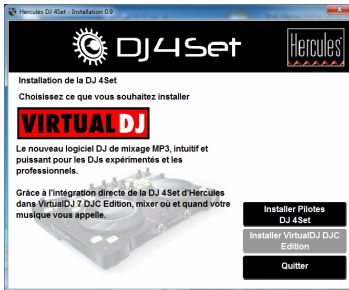 Hercules DJ 4Set - Installation 0.9
DJ4Set
Hercules
Installation de la DJ 4Set
Choisissez ce que vous souhaitez installer
VIRTUALDJ
Le nouveau logiciel DJ de mixage MP3, intuitif et
puissant pour les DJs expérimentés et les
professionnels.
Grâce à l'intégration directe de la DJ 4Set d'Hercules
dans VirtualDJ 7 DJC Edition, mixer où et quand votre
musique vous appelle.
Installer Pilotes
DJ 4Set
Installer VirtualDJ DJC
Edition
Quitter